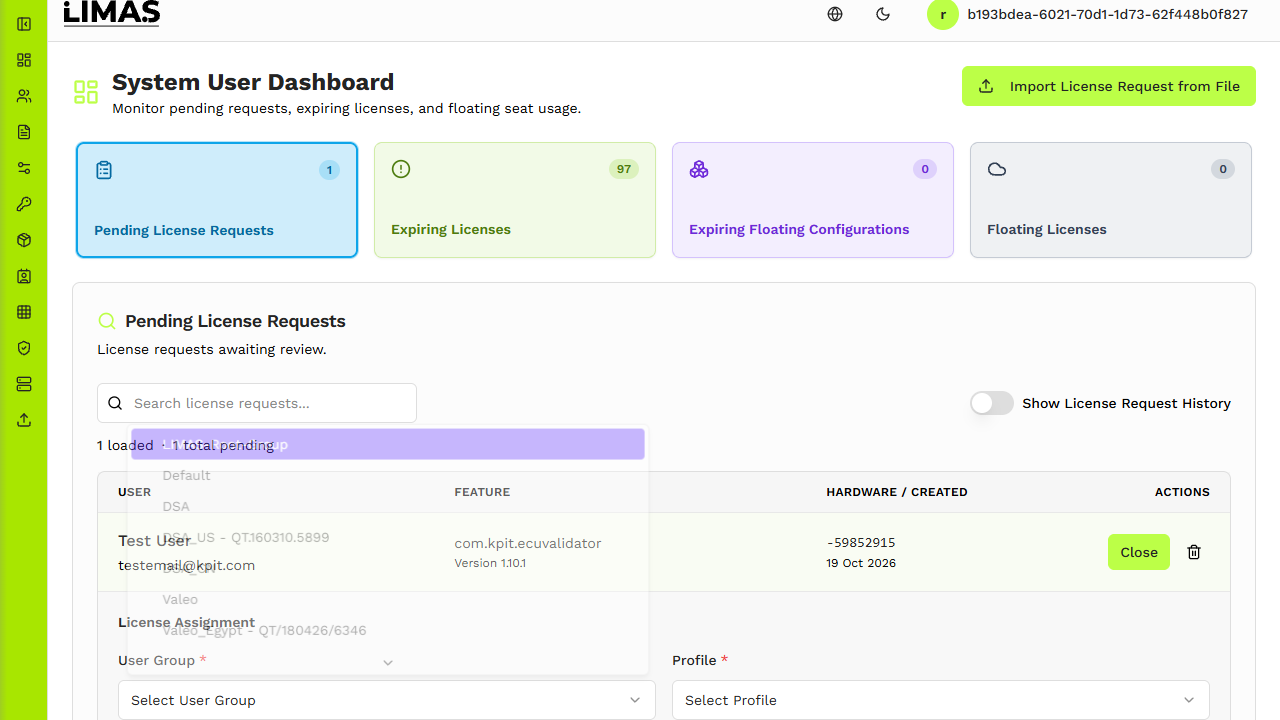 LIMAS
r
b193bdea-6021-70d1-1d73-62f448b0f827
System User Dashboard
Monitor pending requests, expiring licenses, and floating seat usage.
Import License Request from File
1
Pending License Requests
97
Expiring Licenses
0
Expiring Floating Configurations
0
Floating Licenses
Pending License Requests
License requests awaiting review.
Search license requests...
Show License Request History
1 loaded · 1 total pending
Default
USER
FEATURE
HARDWARE / CREATED
ACTIONS
DSA
DSA_US - QT.160310.5899
Test User
testemail@kpit.com
com.kpit.ecuvalidator
Version 1.10.1
-59852915
19 Oct 2026
Close
Valeo
License Assignment
Valeo_Egypt - QT/180426/6346
User Group *
Profile *
Select User Group
Select Profile